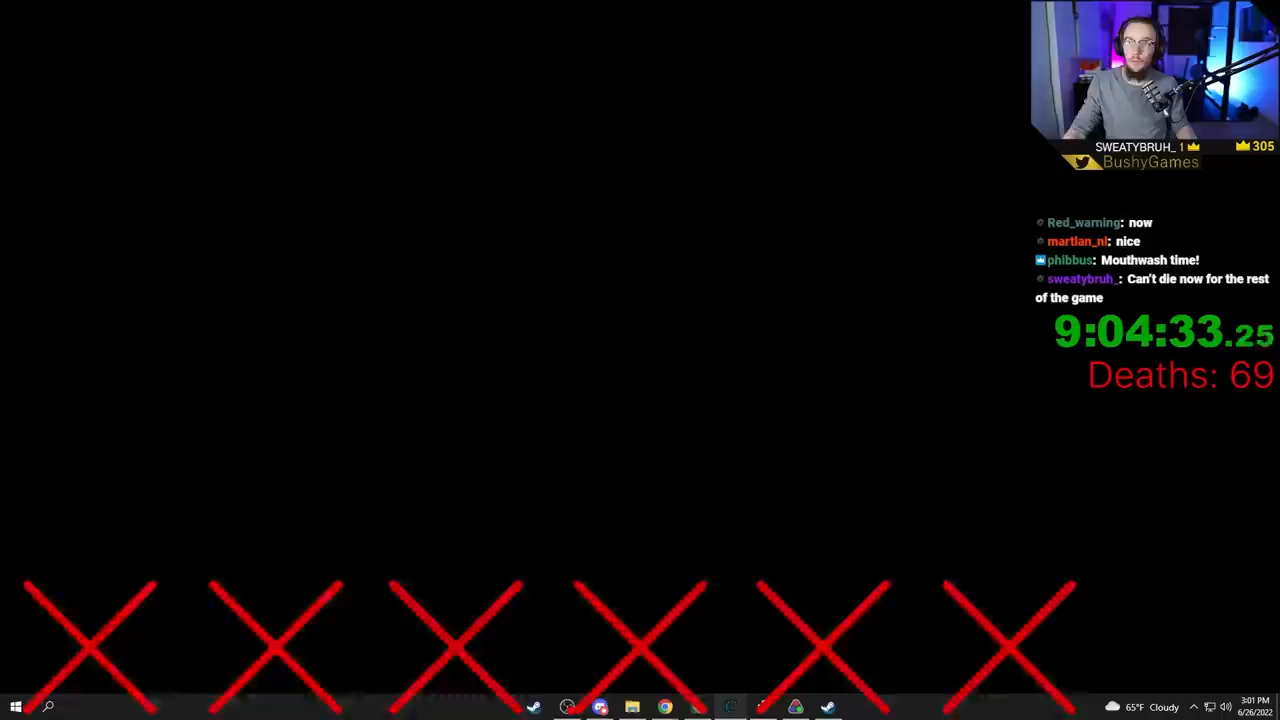 SWEATYBRUH_ 1
305
BushyGames
Red_warning: now
martlan_nl: nice
phibbus: Mouthwash time!
sweatybruh_: Can't die now for the rest
of the game
9:04:33.25
Deaths: 69
65°F Cloudy
3:01 PM
6/26/2022